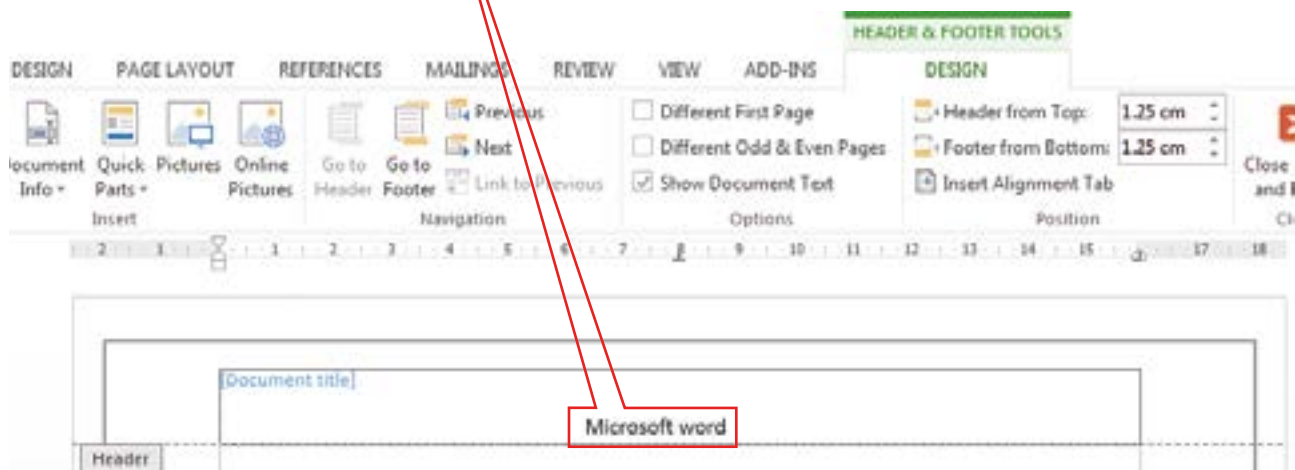 HEADER & FOOTER TOOLS
DESIGN PAGE LAYOUT REFERENCES MAILINGS REVIEW VIEW ADD-INS DESIGN
Previous Different First Page Header from Top: 1.25 cm
Next Different Odd & Even Pages Footer from Bottom: 1.25 cm
ocument Quick Pictures Online Go to Go to Close
Info Parts Pictures Header Footer Link to Previous Show Document Text Insert Alignment Tab and
Insert Navigation Options Position
2 1 1 2 3 4 5 6 7 8 9 10 11 12 13 14 15 17 18
[Document title]
Microsoft word
Header